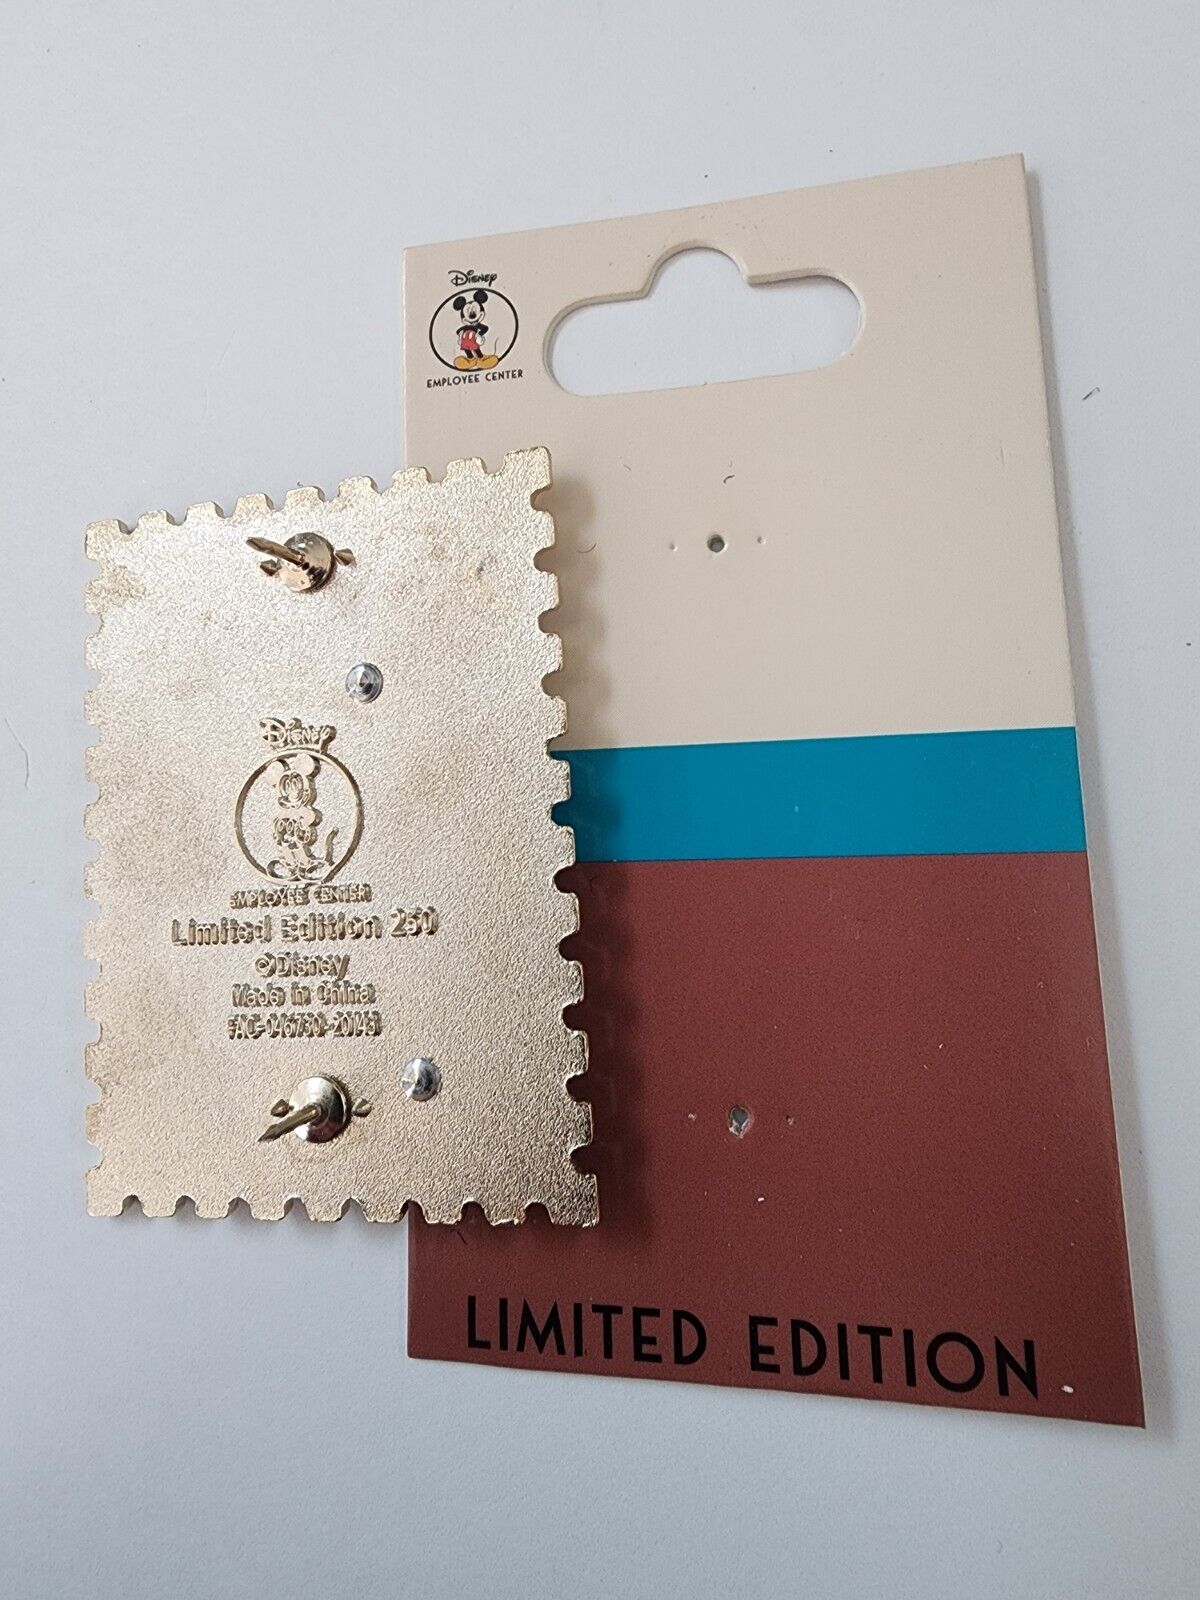 Disney
EMPLOYEE CENTER
Disney
EMPLOYEE CENTER
Limited Edition 250
©Disney
Made in China
LIMITED EDITION